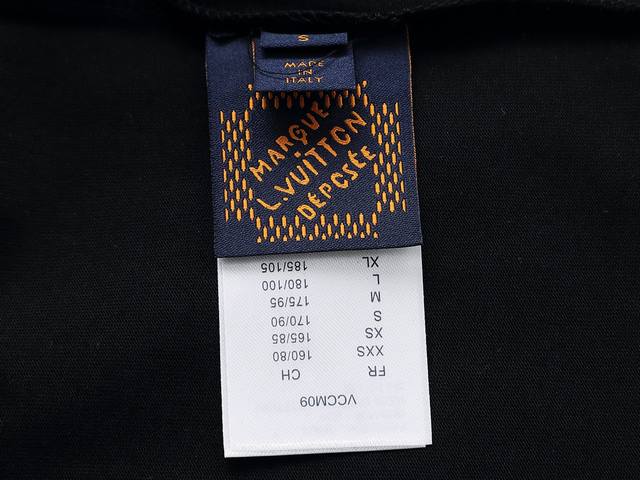 S
MADE
IN
ITALY
MARQUE
L.VUITTON
DÉPOSÉE
VCCM09
FR CH
XXS 160/80
XS 165/85
S 170/90
M 175/95
L 180/100
XL 185/105